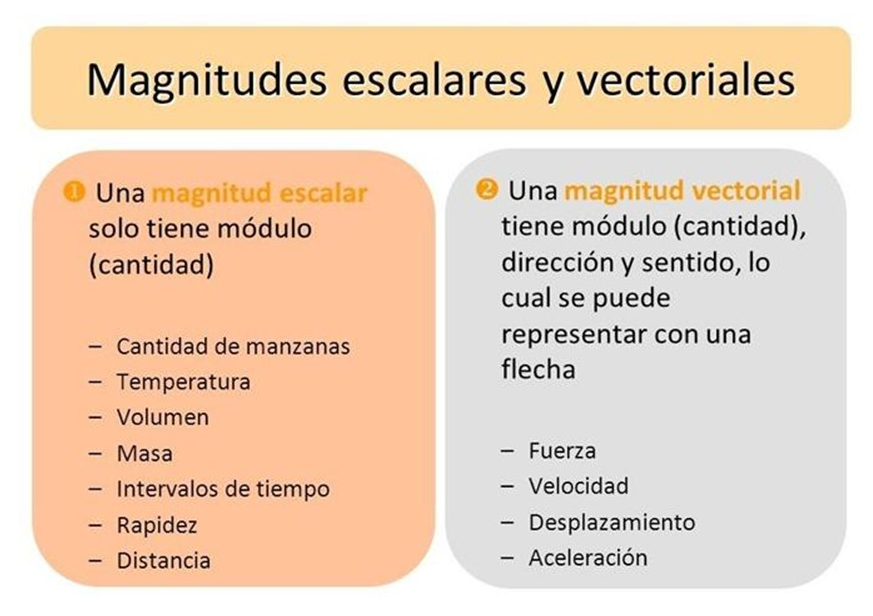 Magnitudes escalares y vectoriales
❶ Una magnitud escalar
solo tiene módulo
(cantidad)
– Cantidad de manzanas
– Temperatura
– Volumen
– Masa
– Intervalos de tiempo
– Rapidez
– Distancia
❷ Una magnitud vectorial
tiene módulo (cantidad),
dirección y sentido, lo
cual se puede
representar con una
flecha
– Fuerza
– Velocidad
– Desplazamiento
– Aceleración